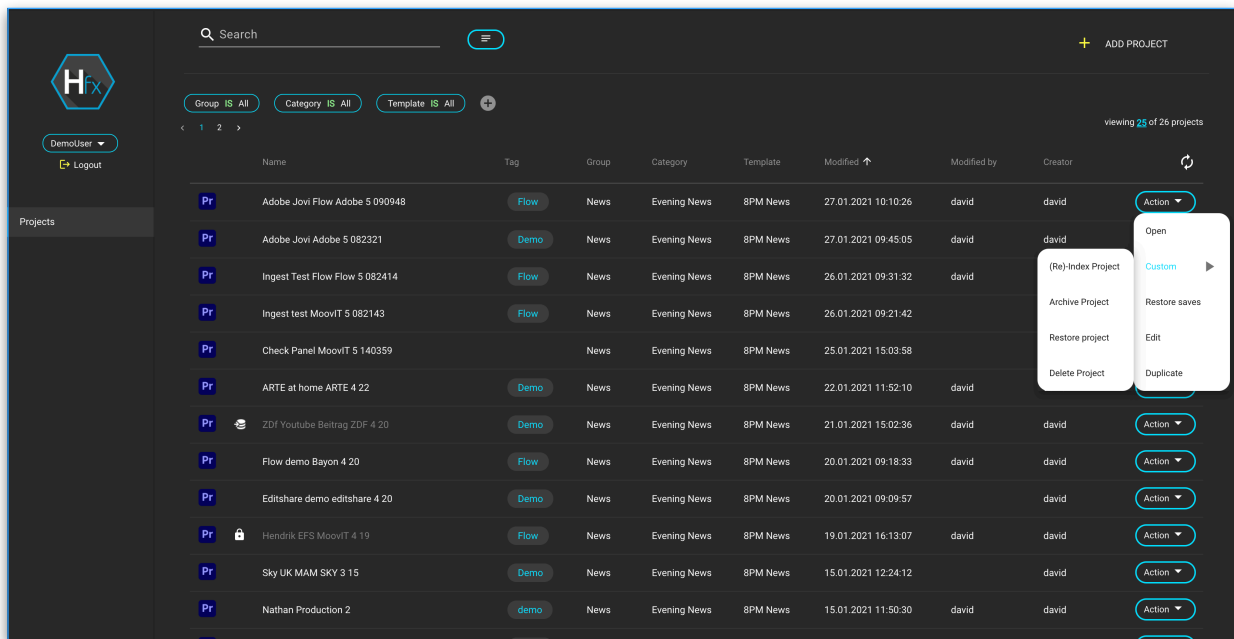 Search
ADD PROJECT
Hfx
Group IS All Category IS All Template IS All
DemoUser
Logout
1 2
viewing 25 of 26 projects
Name Tag Group Category Template Modified Modified by Creator
Projects
Pr Adobe Jovi Flow Adobe 5 090948 Flow News Evening News 8PM News 27.01.2021 10:10:26 david david Action
Pr Adobe Jovi Adobe 5 082321 Demo News Evening News 8PM News 27.01.2021 09:45:05 david david
Pr Ingest Test Flow Flow 5 082414 Flow News Evening News 8PM News 26.01.2021 09:31:32 david
Pr Ingest test MoovIT 5 082143 Flow News Evening News 8PM News 26.01.2021 09:21:42
Pr Check Panel MoovIT 5 140359 News Evening News 8PM News 25.01.2021 15:03:58
Pr ARTE at home ARTE 4 22 Demo News Evening News 8PM News 22.01.2021 11:52:10 david
Open
Custom
Restore saves
Edit
Duplicate
(Re)-Index Project
Archive Project
Restore project
Delete Project
Pr ZDf Youtube Beitrag ZDF 4 20 Demo News Evening News 8PM News 21.01.2021 15:02:36 david david Action
Pr Flow demo Bayon 4 20 Flow News Evening News 8PM News 20.01.2021 09:18:33 david david Action
Pr Editshare demo editshare 4 20 Demo News Evening News 8PM News 20.01.2021 09:09:57 david Action
Pr Hendrik EFS MoovIT 4 19 Flow News Evening News 8PM News 19.01.2021 16:13:07 david david Action
Pr Sky UK MAM SKY 3 15 Demo News Evening News 8PM News 15.01.2021 12:24:12 david Action
Pr Nathan Production 2 demo News Evening News 8PM News 15.01.2021 11:50:30 david david Action